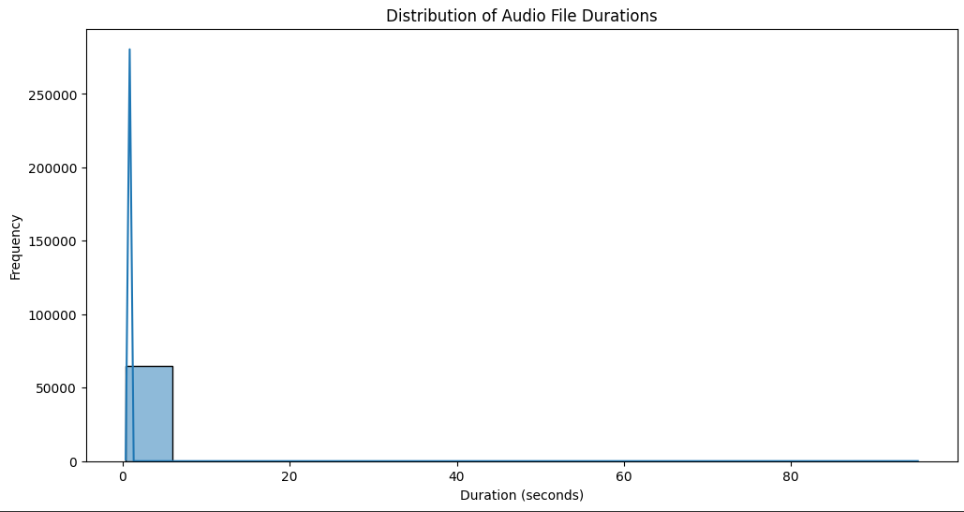 Distribution of Audio File Durations
250000
200000
150000
100000
50000
0
Frequency
0 20 40 60 80
Duration (seconds)